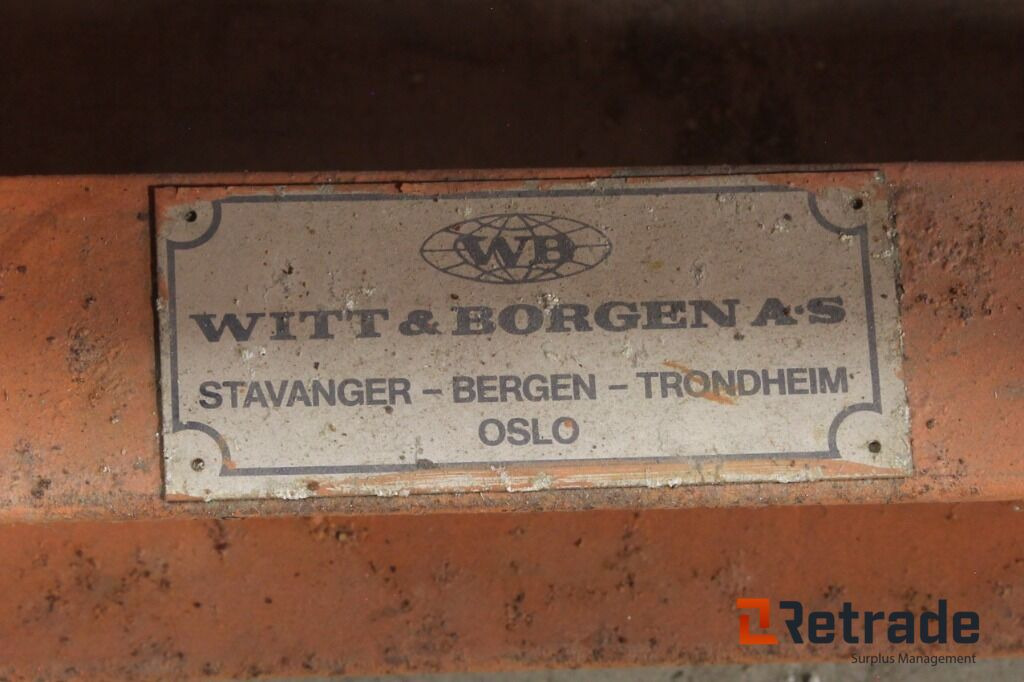 WB
WITT & BORGEN A·S
STAVANGER – BERGEN – TRONDHEIM
OSLO
Retrade
Surplus Management